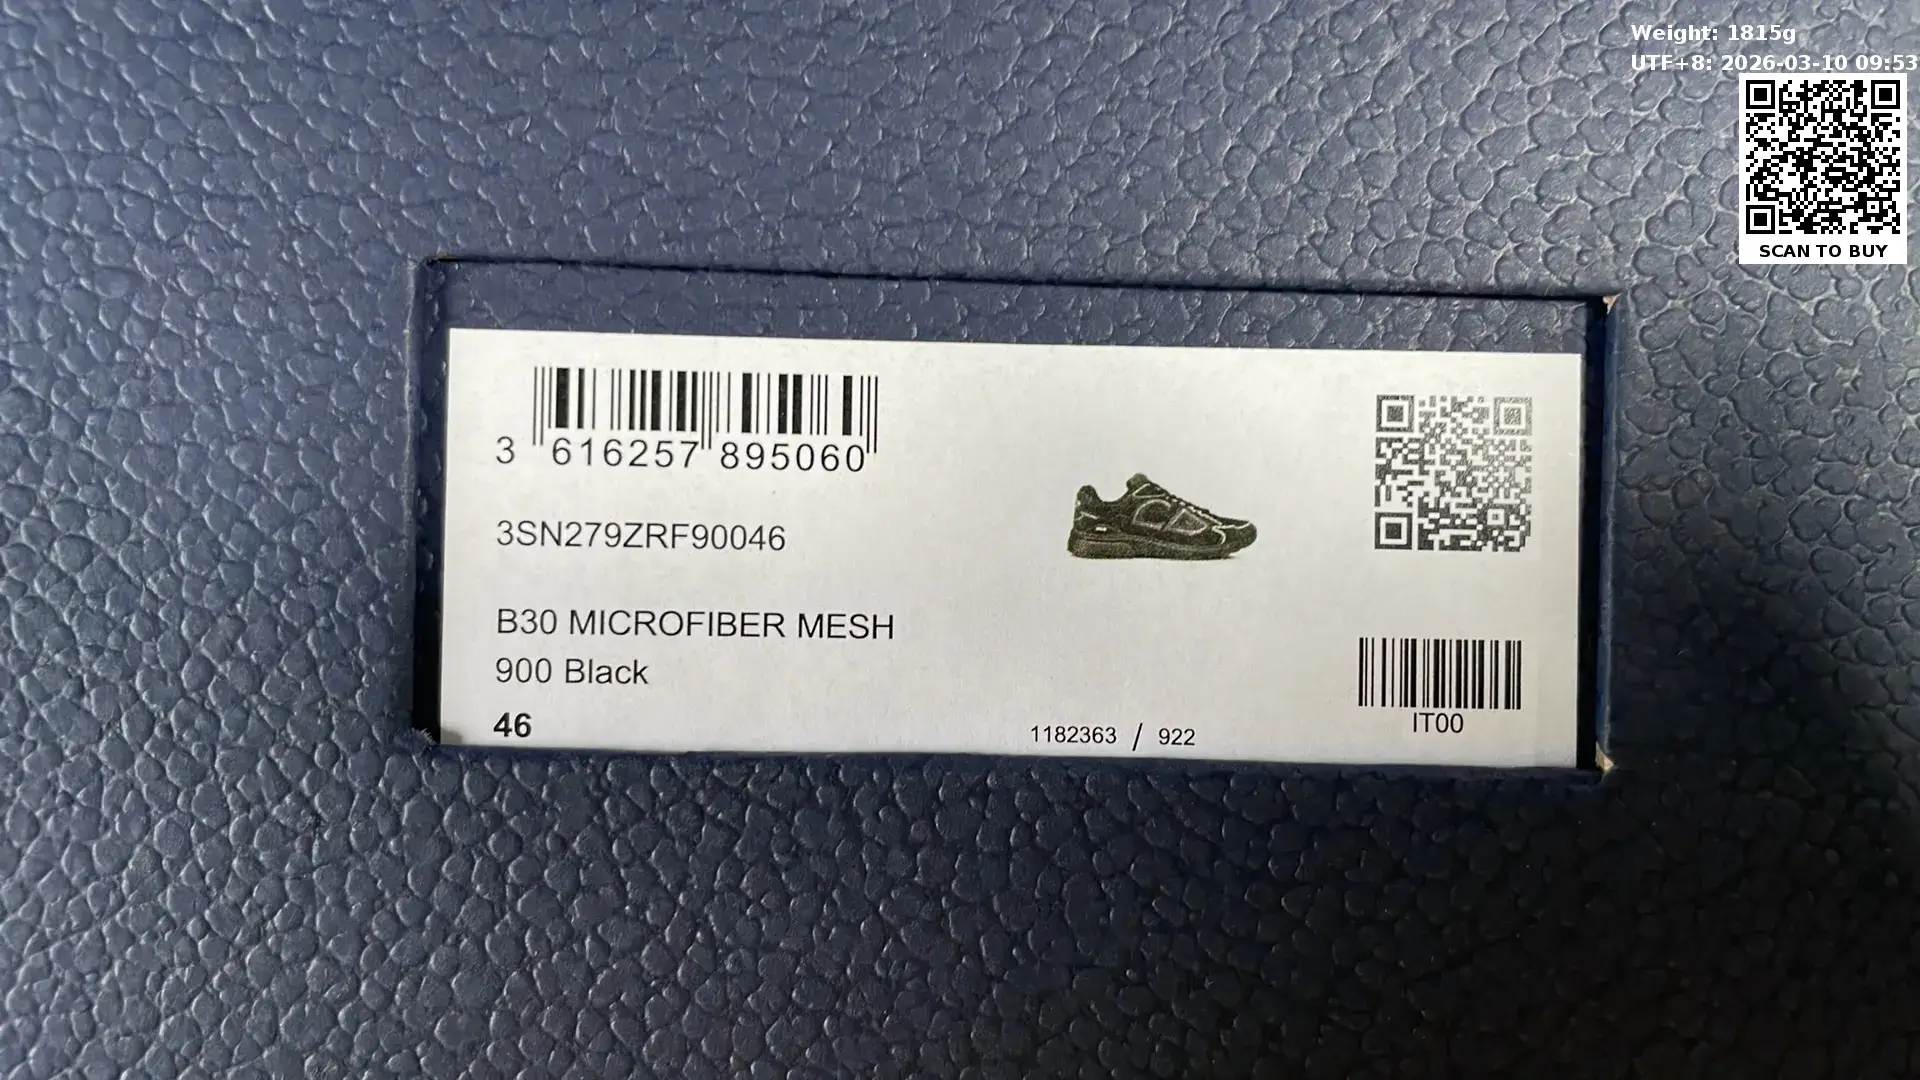 Weight: 1815g
UTF+8: 2026-03-10 09:53
SCAN TO BUY
3 616257 895060
3SN279ZRF90046
B30 MICROFIBER MESH
900 Black
46
1182363 / 922
IT00